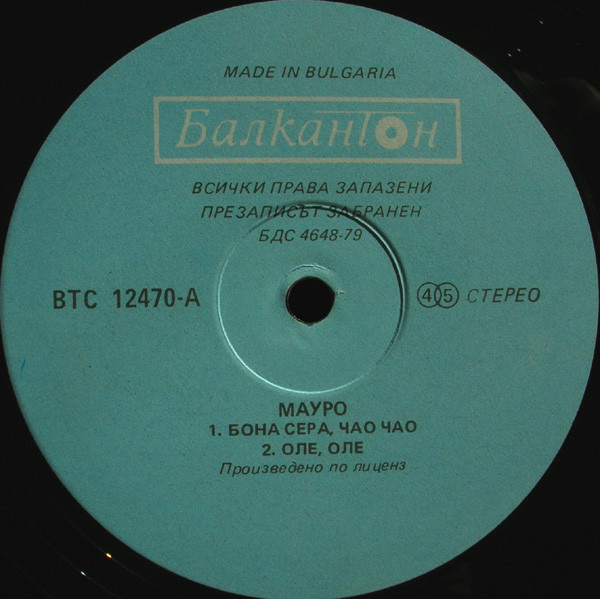 MADE IN BULGARIA
Балкантон
ВСИЧКИ ПРАВА ЗАПАЗЕНИ
ПРЕЗАПИСЪТ ЗАБРАНЕН
БДС 4648-79
ВТС 12470-А
45 СТЕРЕО
МАУРО
1. БОНА СЕРА, ЧАО ЧАО
2. ОЛЕ, ОЛЕ
Произведено по лиценз